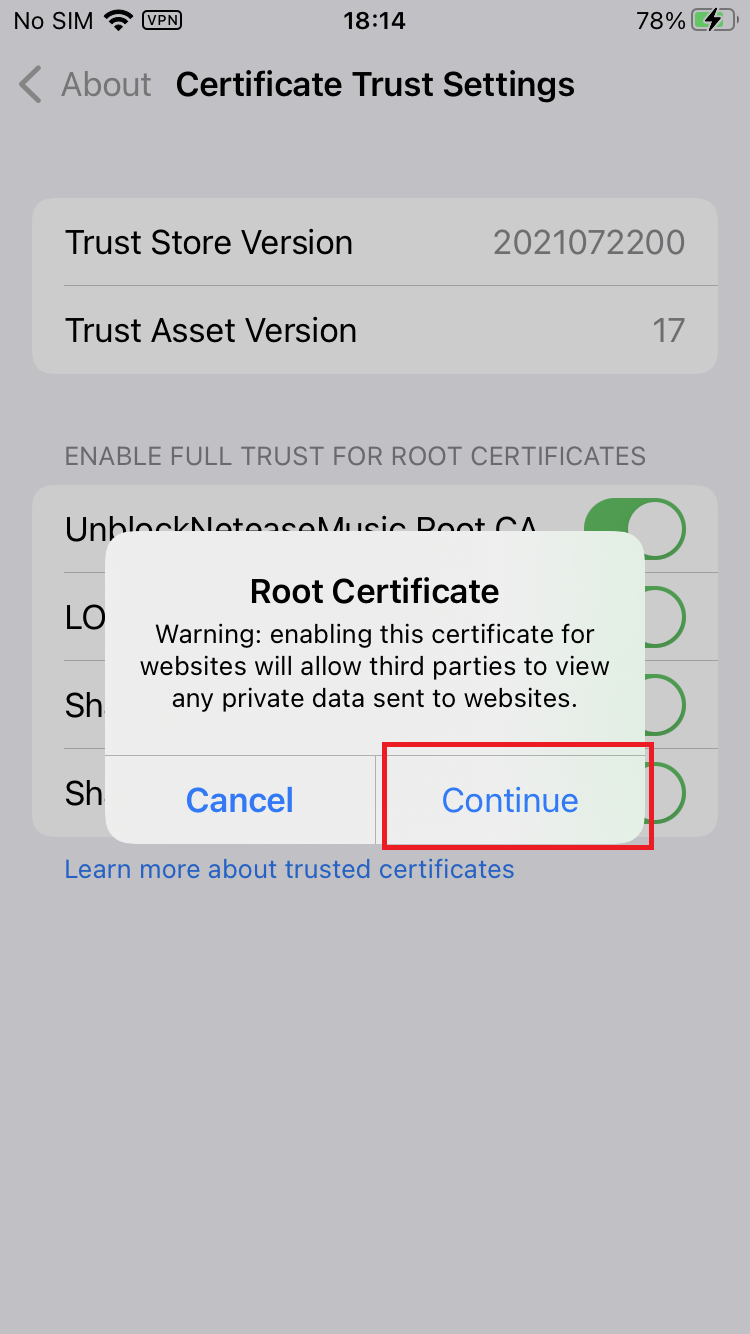 No SIM VPN 18:14 78%
About Certificate Trust Settings
Trust Store Version 2021072200
Trust Asset Version 17
ENABLE FULL TRUST FOR ROOT CERTIFICATES
UnblockNeteaseMusic Root CA
LO
Root Certificate
Warning: enabling this certificate for
websites will allow third parties to view
any private data sent to websites.
Sh
Sh
Cancel Continue
Learn more about trusted certificates